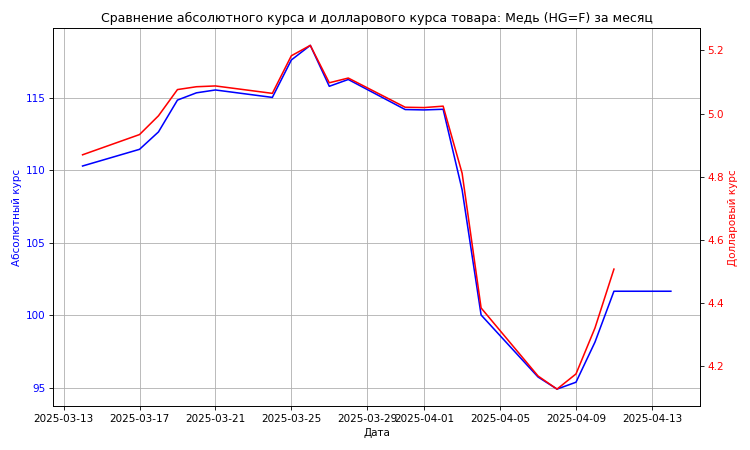 Сравнение абсолютного курса и долларового курса товара: Медь (HG=F) за месяц
Абсолютный курс
115
110
105
100
95
5.2
5.0
4.8
4.6
4.4
4.2
Долларовый курс
2025-03-13 2025-03-17 2025-03-21 2025-03-25 2025-03-29 2025-04-01 2025-04-05 2025-04-09 2025-04-13
Дата